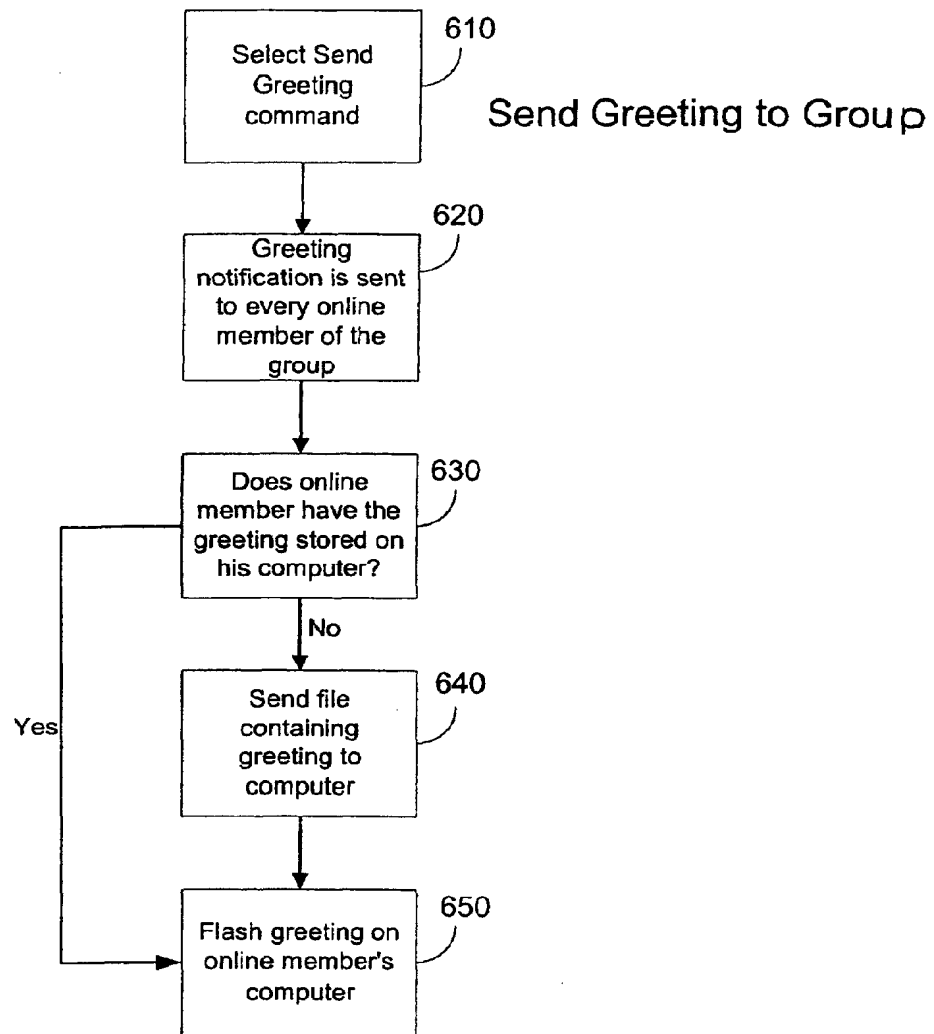 610
Select Send
Greeting
command
Send Greeting to Group
620
Greeting
notification is sent
to every online
member of the
group
630
Does online
member have the
greeting stored on
his computer?
No
640
Send file
containing
greeting to
computer
Yes
650
Flash greeting on
online member's
computer